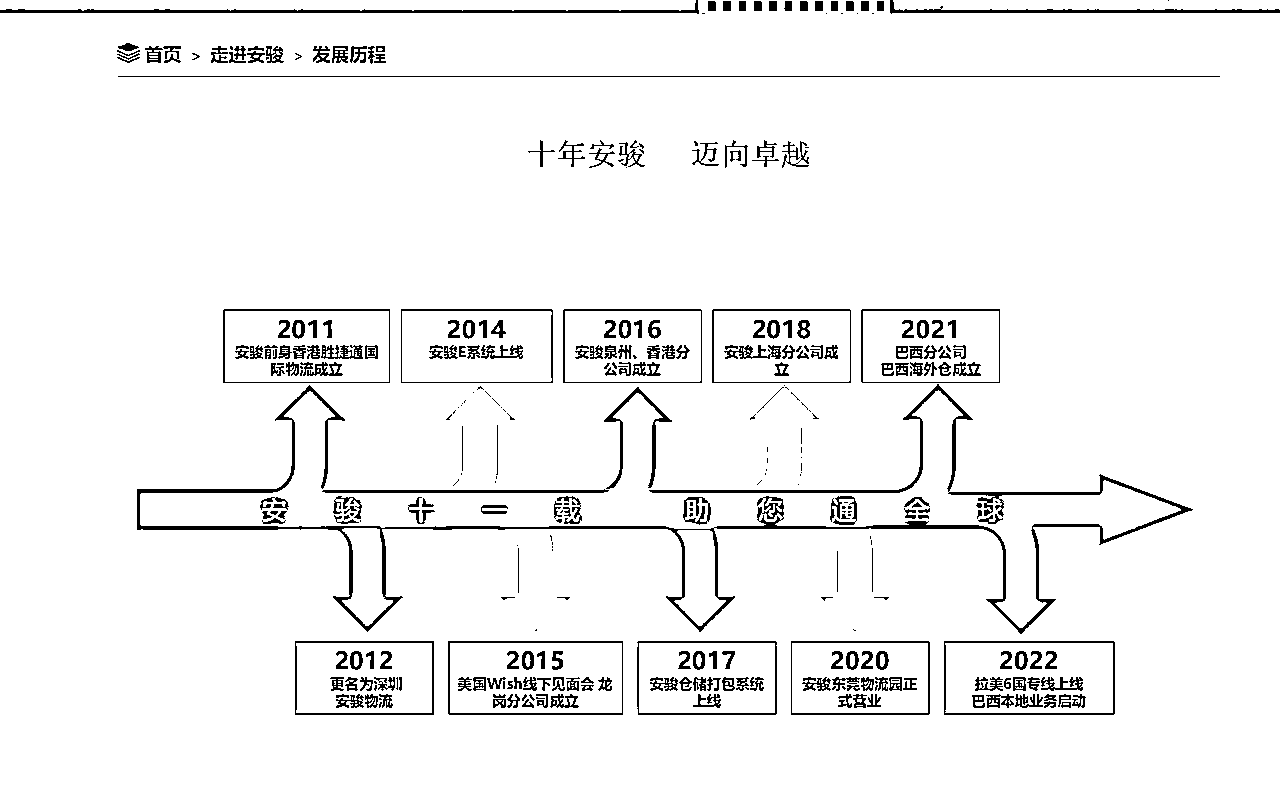 首页 > 走进安骏 > 发展历程
十年安骏 迈向卓越
2011
安骏前身香港胜捷通国
际物流成立
2014
安骏E系统上线
2016
安骏泉州、香港分
公司成立
2018
安骏上海分公司成
立
2021
巴西分公司
巴西海外仓成立
安骏十一载 助您通全球
2012
更名为深圳
安骏物流
2015
美国Wish线下见面会 龙
岗分公司成立
2017
安骏仓储打包系统
上线
2020
安骏东莞物流园正
式营业
2022
拉美6国专线上线
巴西本地业务启动